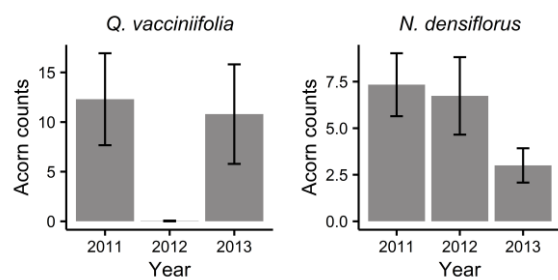 Q. vacciniifolia
Acorn counts
15
10
5
0
2011 2012 2013
Year
N. densiflorus
Acorn counts
7.5
5.0
2.5
0.0
2011 2012 2013
Year